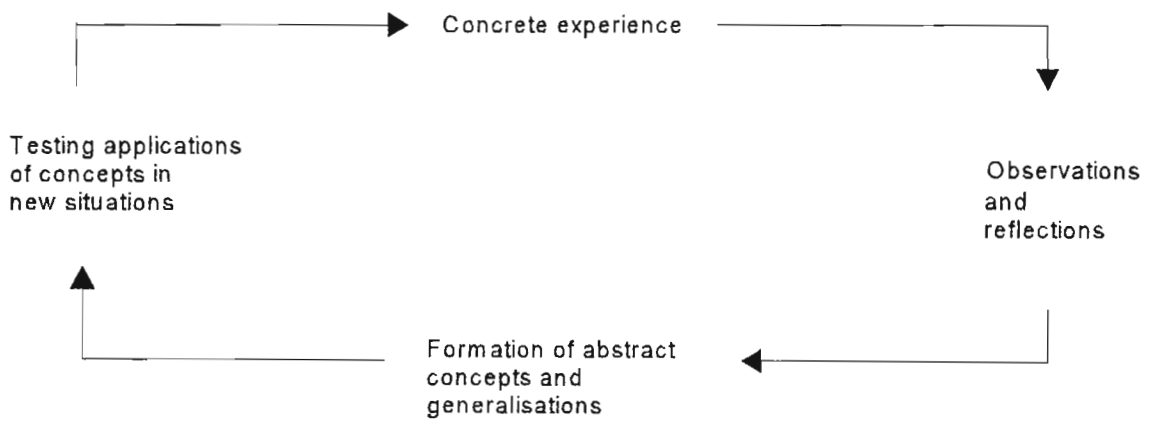 Concrete experience
Testing applications
of concepts in
new situations
Observations
and
reflections
Formation of abstract
concepts and
generalisations